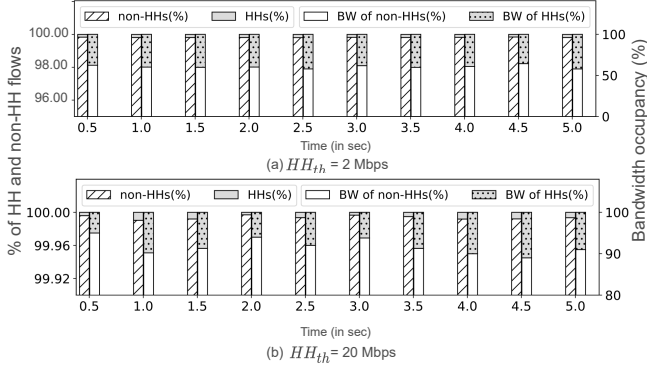 % of HH and non-HH flows
non-HHs(%) HHs(%) BW of non-HHs(%) BW of HHs(%)
100.00
98.00
96.00
100
50
0
0.5 1.0 1.5 2.0 2.5 3.0 3.5 4.0 4.5 5.0
Time (in sec)
(a) HH_th = 2 Mbps
Bandwidth occupancy (%)
non-HHs(%) HHs(%) BW of non-HHs(%) BW of HHs(%)
100.00
99.96
99.92
100
90
80
0.5 1.0 1.5 2.0 2.5 3.0 3.5 4.0 4.5 5.0
Time (in sec)
(b) HH_th = 20 Mbps